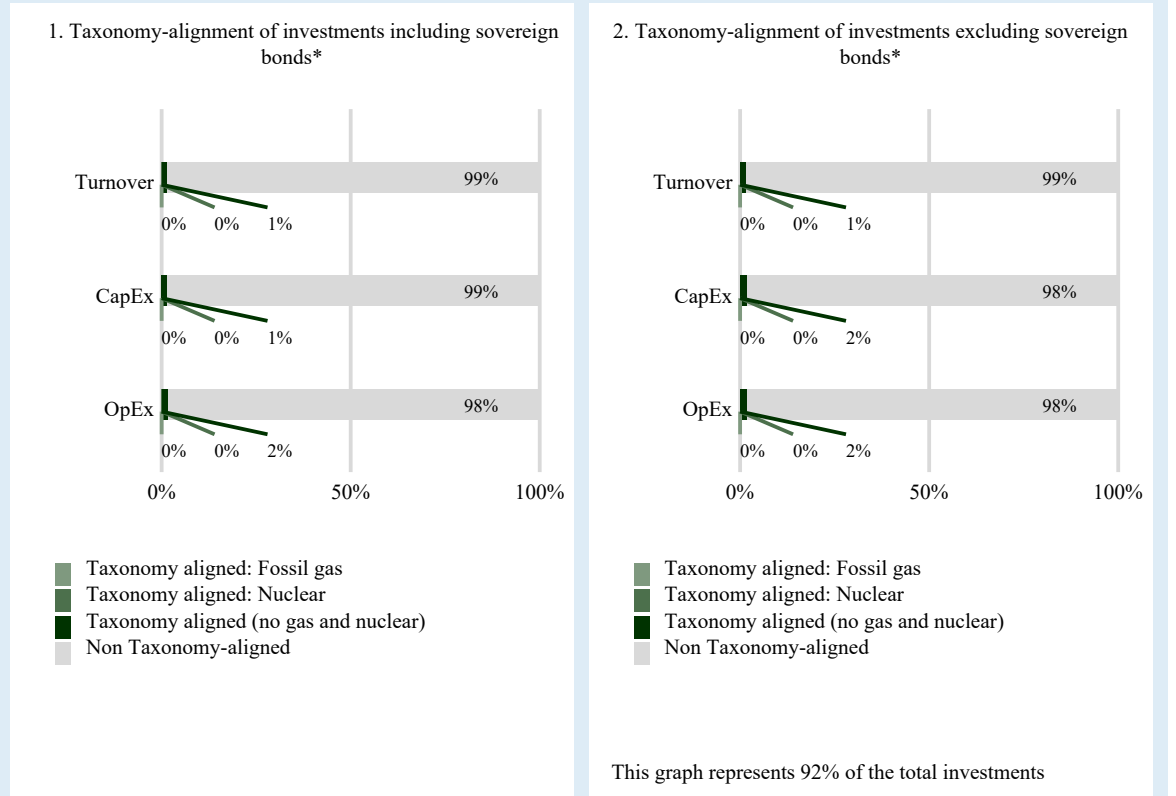 1. Taxonomy-alignment of investments including sovereign
bonds*
Turnover
99%
0% 0% 1%
CapEx
99%
0% 0% 1%
OpEx
98%
0% 0% 2%
0% 50% 100%
Taxonomy aligned: Fossil gas
Taxonomy aligned: Nuclear
Taxonomy aligned (no gas and nuclear)
Non Taxonomy-aligned
2. Taxonomy-alignment of investments excluding sovereign
bonds*
Turnover
99%
0% 0% 1%
CapEx
98%
0% 0% 2%
OpEx
98%
0% 0% 2%
0% 50% 100%
Taxonomy aligned: Fossil gas
Taxonomy aligned: Nuclear
Taxonomy aligned (no gas and nuclear)
Non Taxonomy-aligned
This graph represents 92% of the total investments